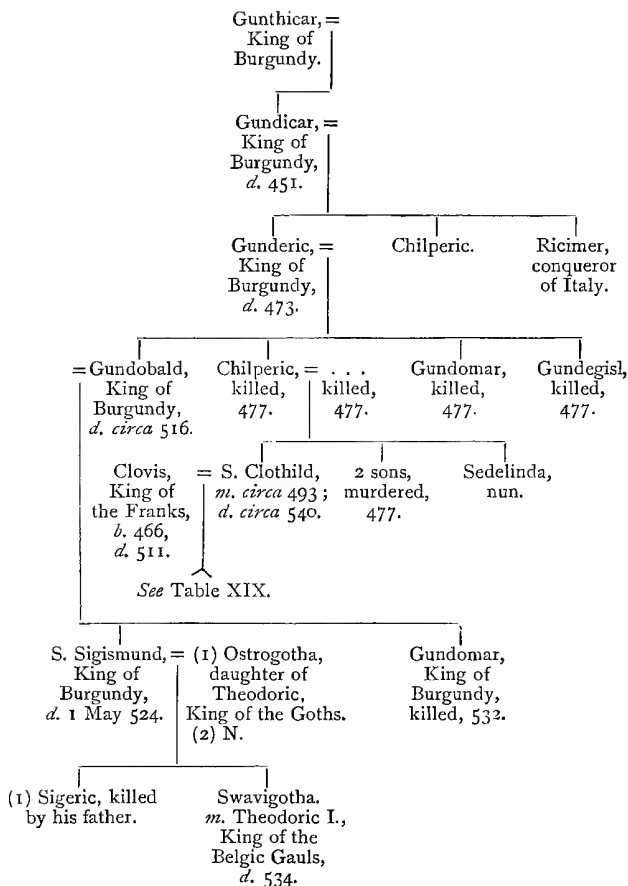 Gunthicar, =
King of
Burgundy.
Gundicar, =
King of
Burgundy,
d. 451.
Gunderic, =
King of
Burgundy,
d. 473.
Chilperic.
Ricimer,
conqueror
of Italy.
= Gundobald,
King of
Burgundy,
d. circa 516.
Chilperic, =
killed,
477.
. . .
killed,
477.
Gundomar,
killed,
477.
Gundegisl,
killed,
477.
Clovis,
King of
the Franks,
b. 466,
d. 511.
= S. Clothild,
m. circa 493 ;
d. circa 540.
2 sons,
murdered,
477.
Sedelinda,
nun.
See Table XIX.
S. Sigismund, =
King of
Burgundy,
d. 1 May 524.
(1) Ostrogotha,
daughter of
Theodoric,
King of the Goths.
(2) N.
Gundomar,
King of
Burgundy,
killed, 532.
(1) Sigeric, killed
by his father.
Swavigotha.
m. Theodoric I.,
King of the
Belgic Gauls,
d. 534.